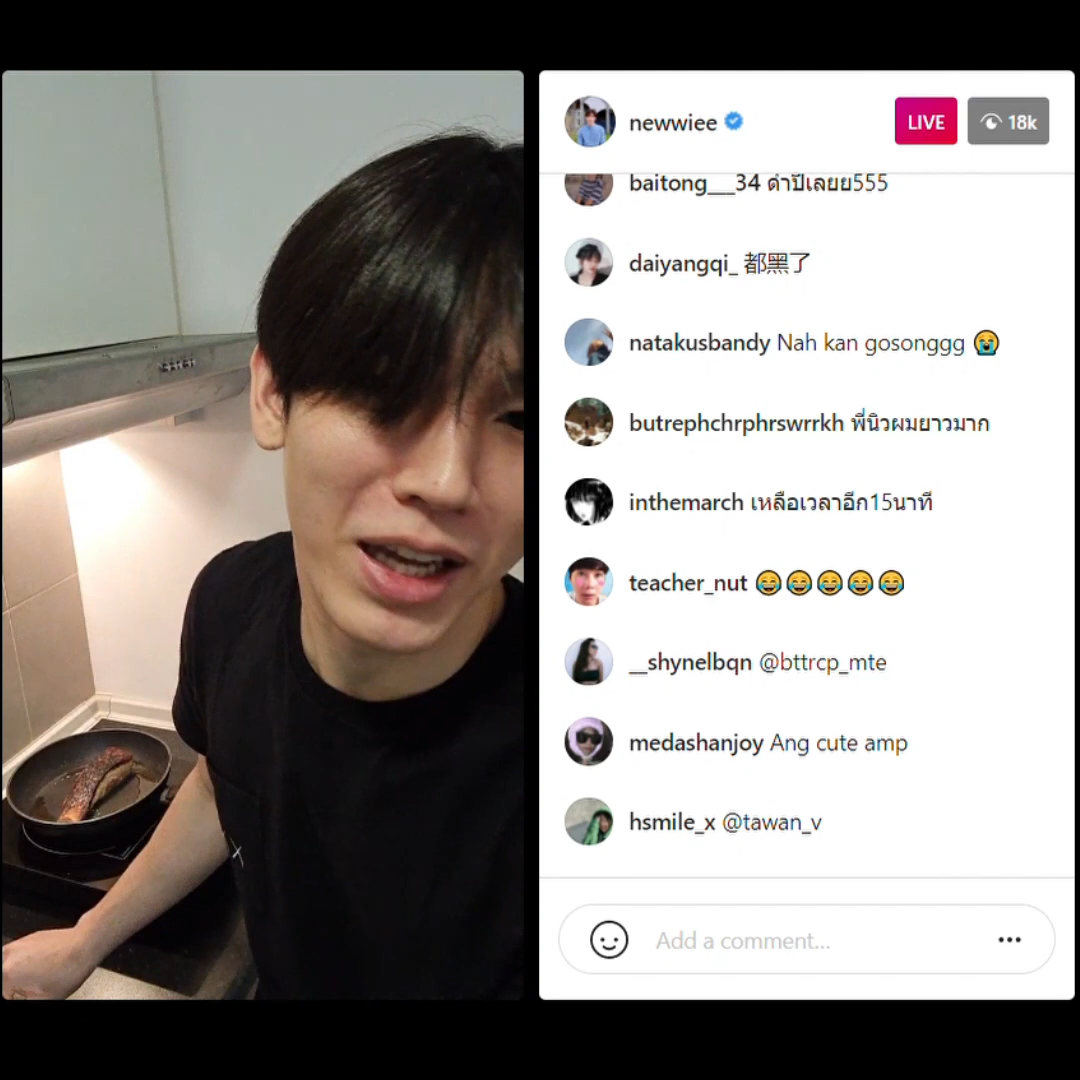 newwiee
LIVE
18k
baitong___34 ดำปี๋เลยย555
daiyangqi_ 都黑了
natakusbandy Nah kan gosonggg 😭
butrephchrphrswrrkh พี่นิวผมยาวมาก
inthemarch เหลือเวลาอีก15นาที
teacher_nut 😂😂😂😂😂
__shynelbqn @bttrcp_mte
medashanjoy Ang cute amp
hsmile_x @tawan_v
Add a comment...